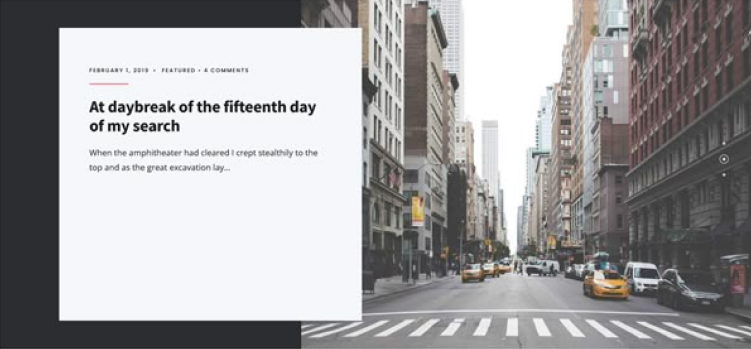 FEBRUARY 1, 2019 • FEATURED • 4 COMMENTS
At daybreak of the fifteenth day
of my search
When the amphitheater had cleared I crept stealthily to the
top and as the great excavation lay...